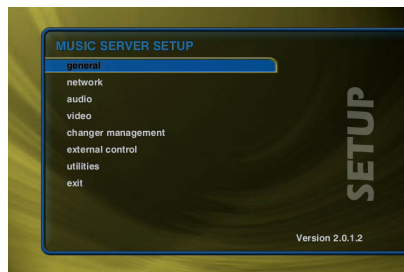 MUSIC SERVER SETUP
general
network
audio
video
changer management
external control
utilities
exit
SETUP
Version 2.0.1.2